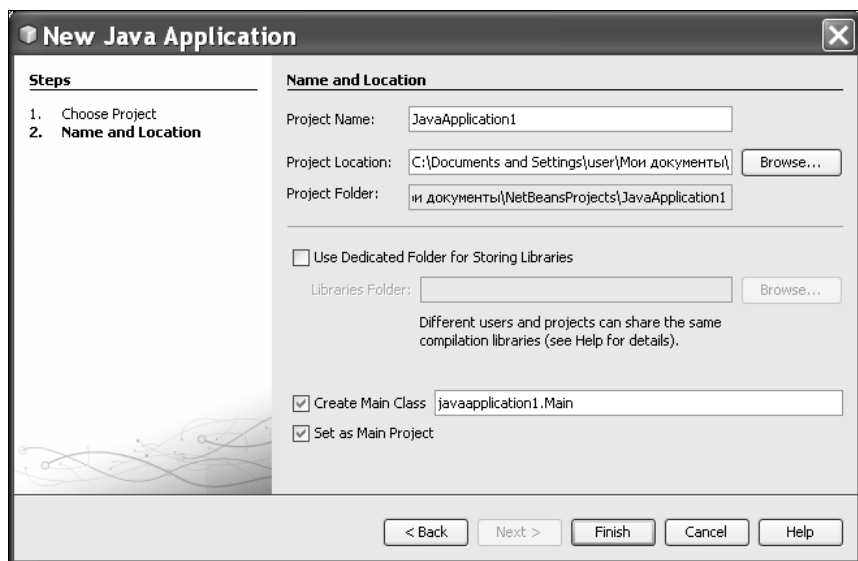 New Java Application
Steps
1. Choose Project
2. Name and Location
Name and Location
Project Name: JavaApplication1
Project Location: C:\Documents and Settings\user\Мои документы\ Browse...
Project Folder: и документы\NetBeansProjects\JavaApplication1
Use Dedicated Folder for Storing Libraries
Libraries Folder: Browse...
Different users and projects can share the same
compilation libraries (see Help for details).
Create Main Class javaapplication1.Main
Set as Main Project
< Back Next > Finish Cancel Help